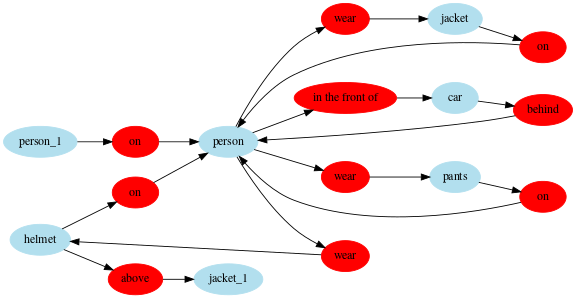 wear
jacket
on
in the front of
car
behind
person_1
on
person
wear
pants
on
on
helmet
wear
above
jacket_1